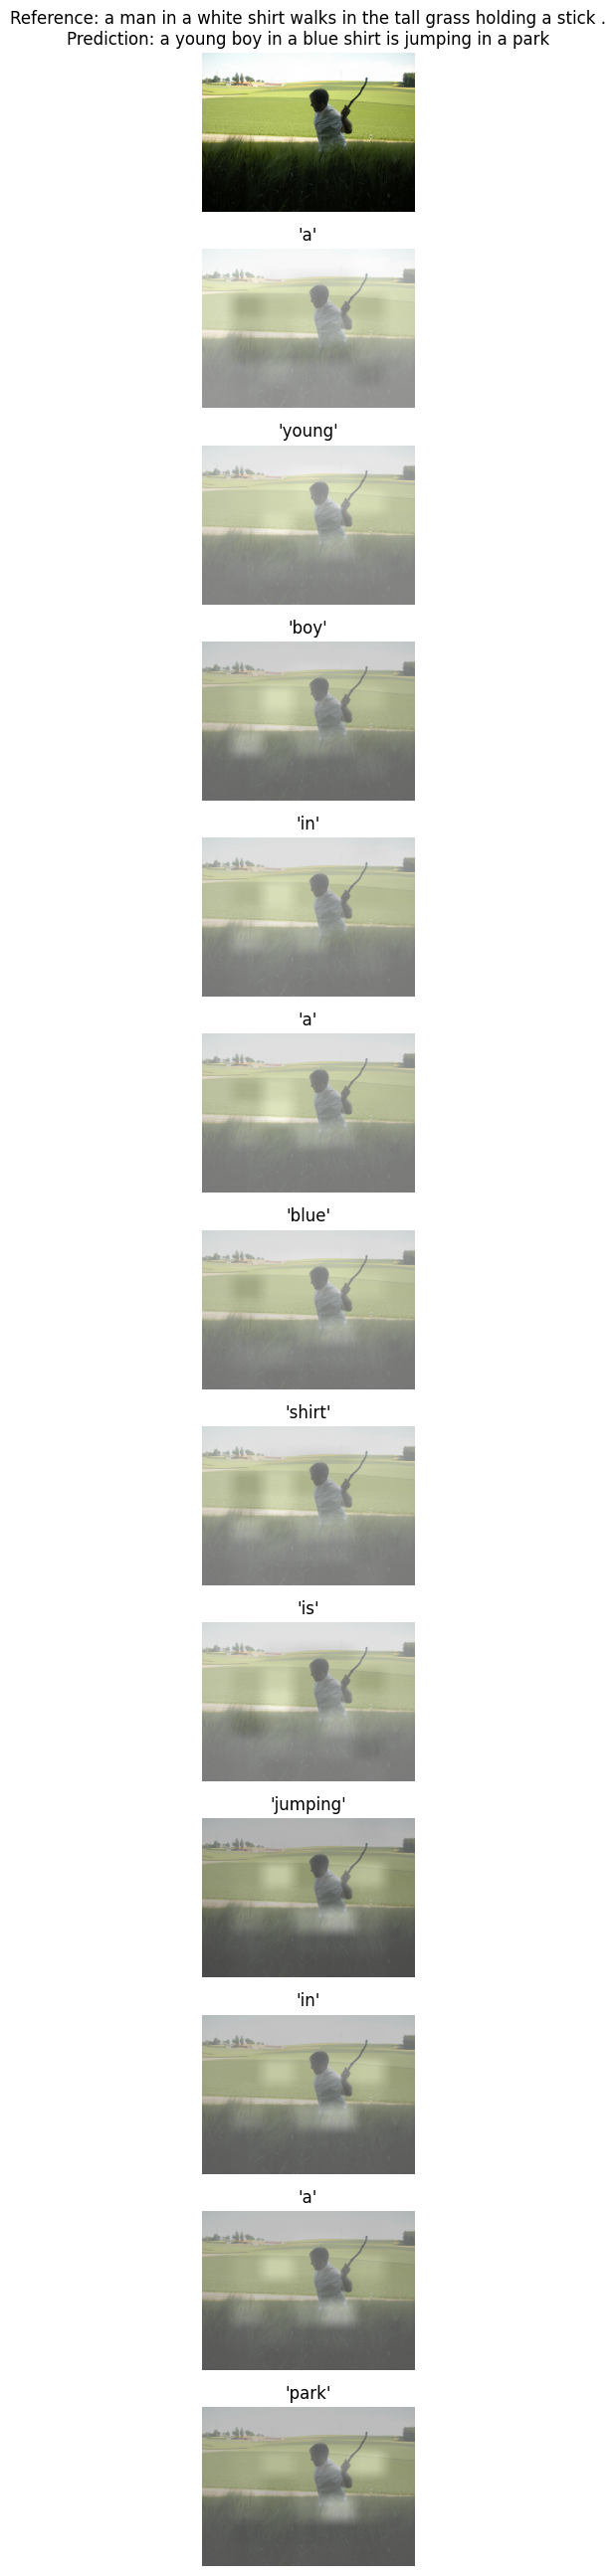 Reference: a man in a white shirt walks in the tall grass holding a stick .
Prediction: a young boy in a blue shirt is jumping in a park
'a'
'young'
'boy'
'in'
'a'
'blue'
'shirt'
'is'
'jumping'
'in'
'a'
'park'